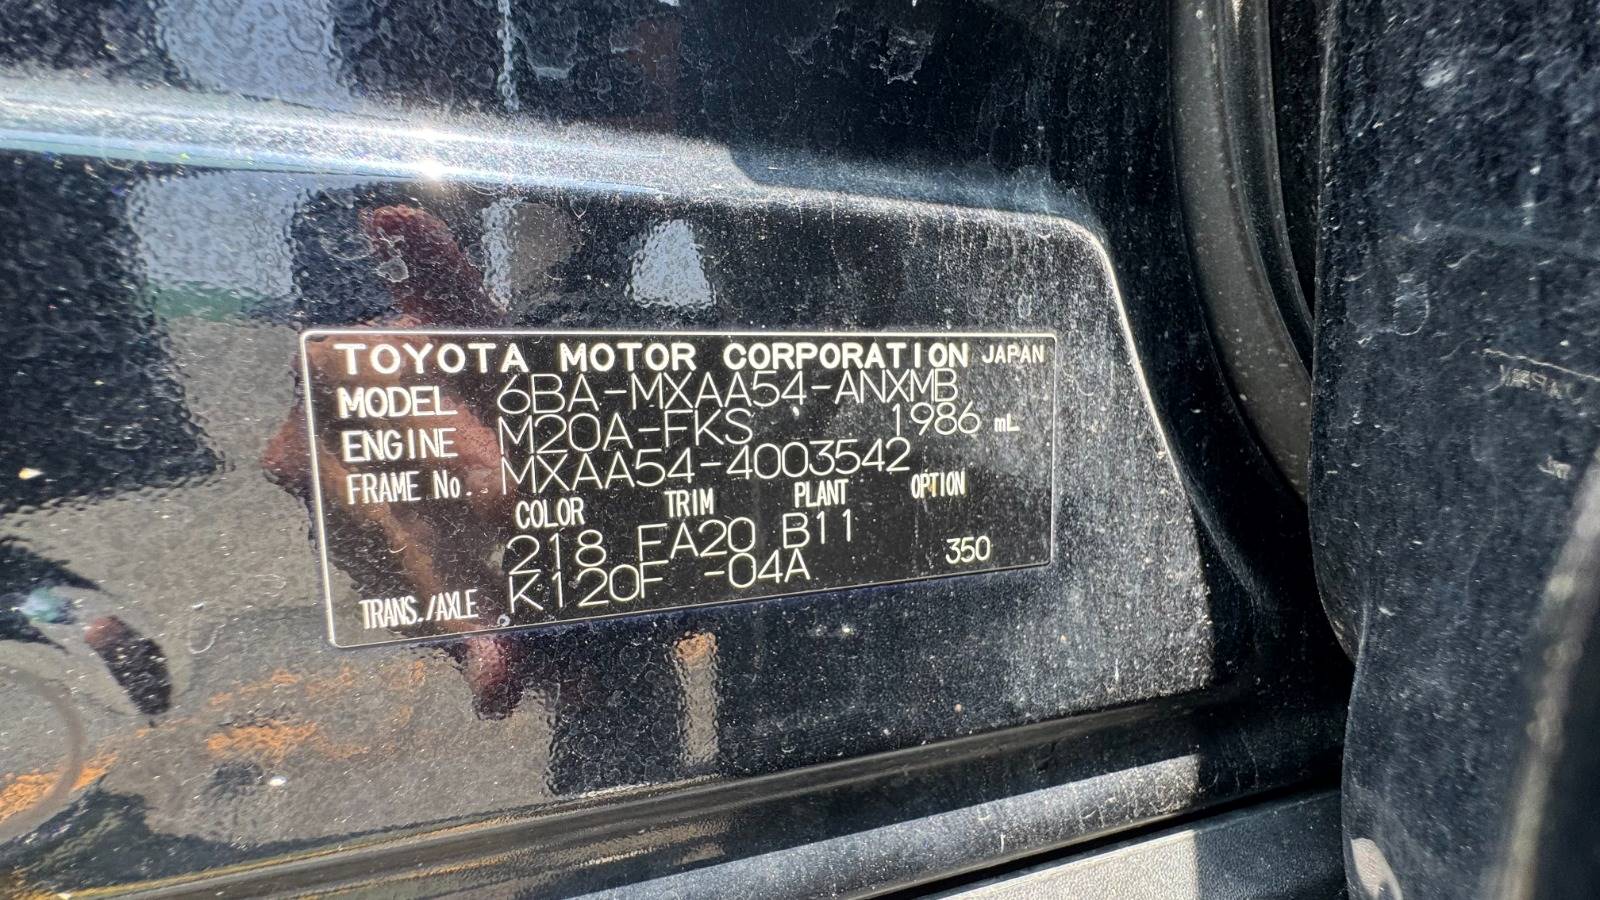 TOYOTA MOTOR CORPORATION JAPAN
MODEL 6BA-MXAA54-ANXMB
ENGINE M20A-FKS 1986 mL
FRAME No. MXAA54-4003542
COLOR TRIM PLANT OPTION
218 FA20 B11
TRANS./AXLE K120F -04A 350